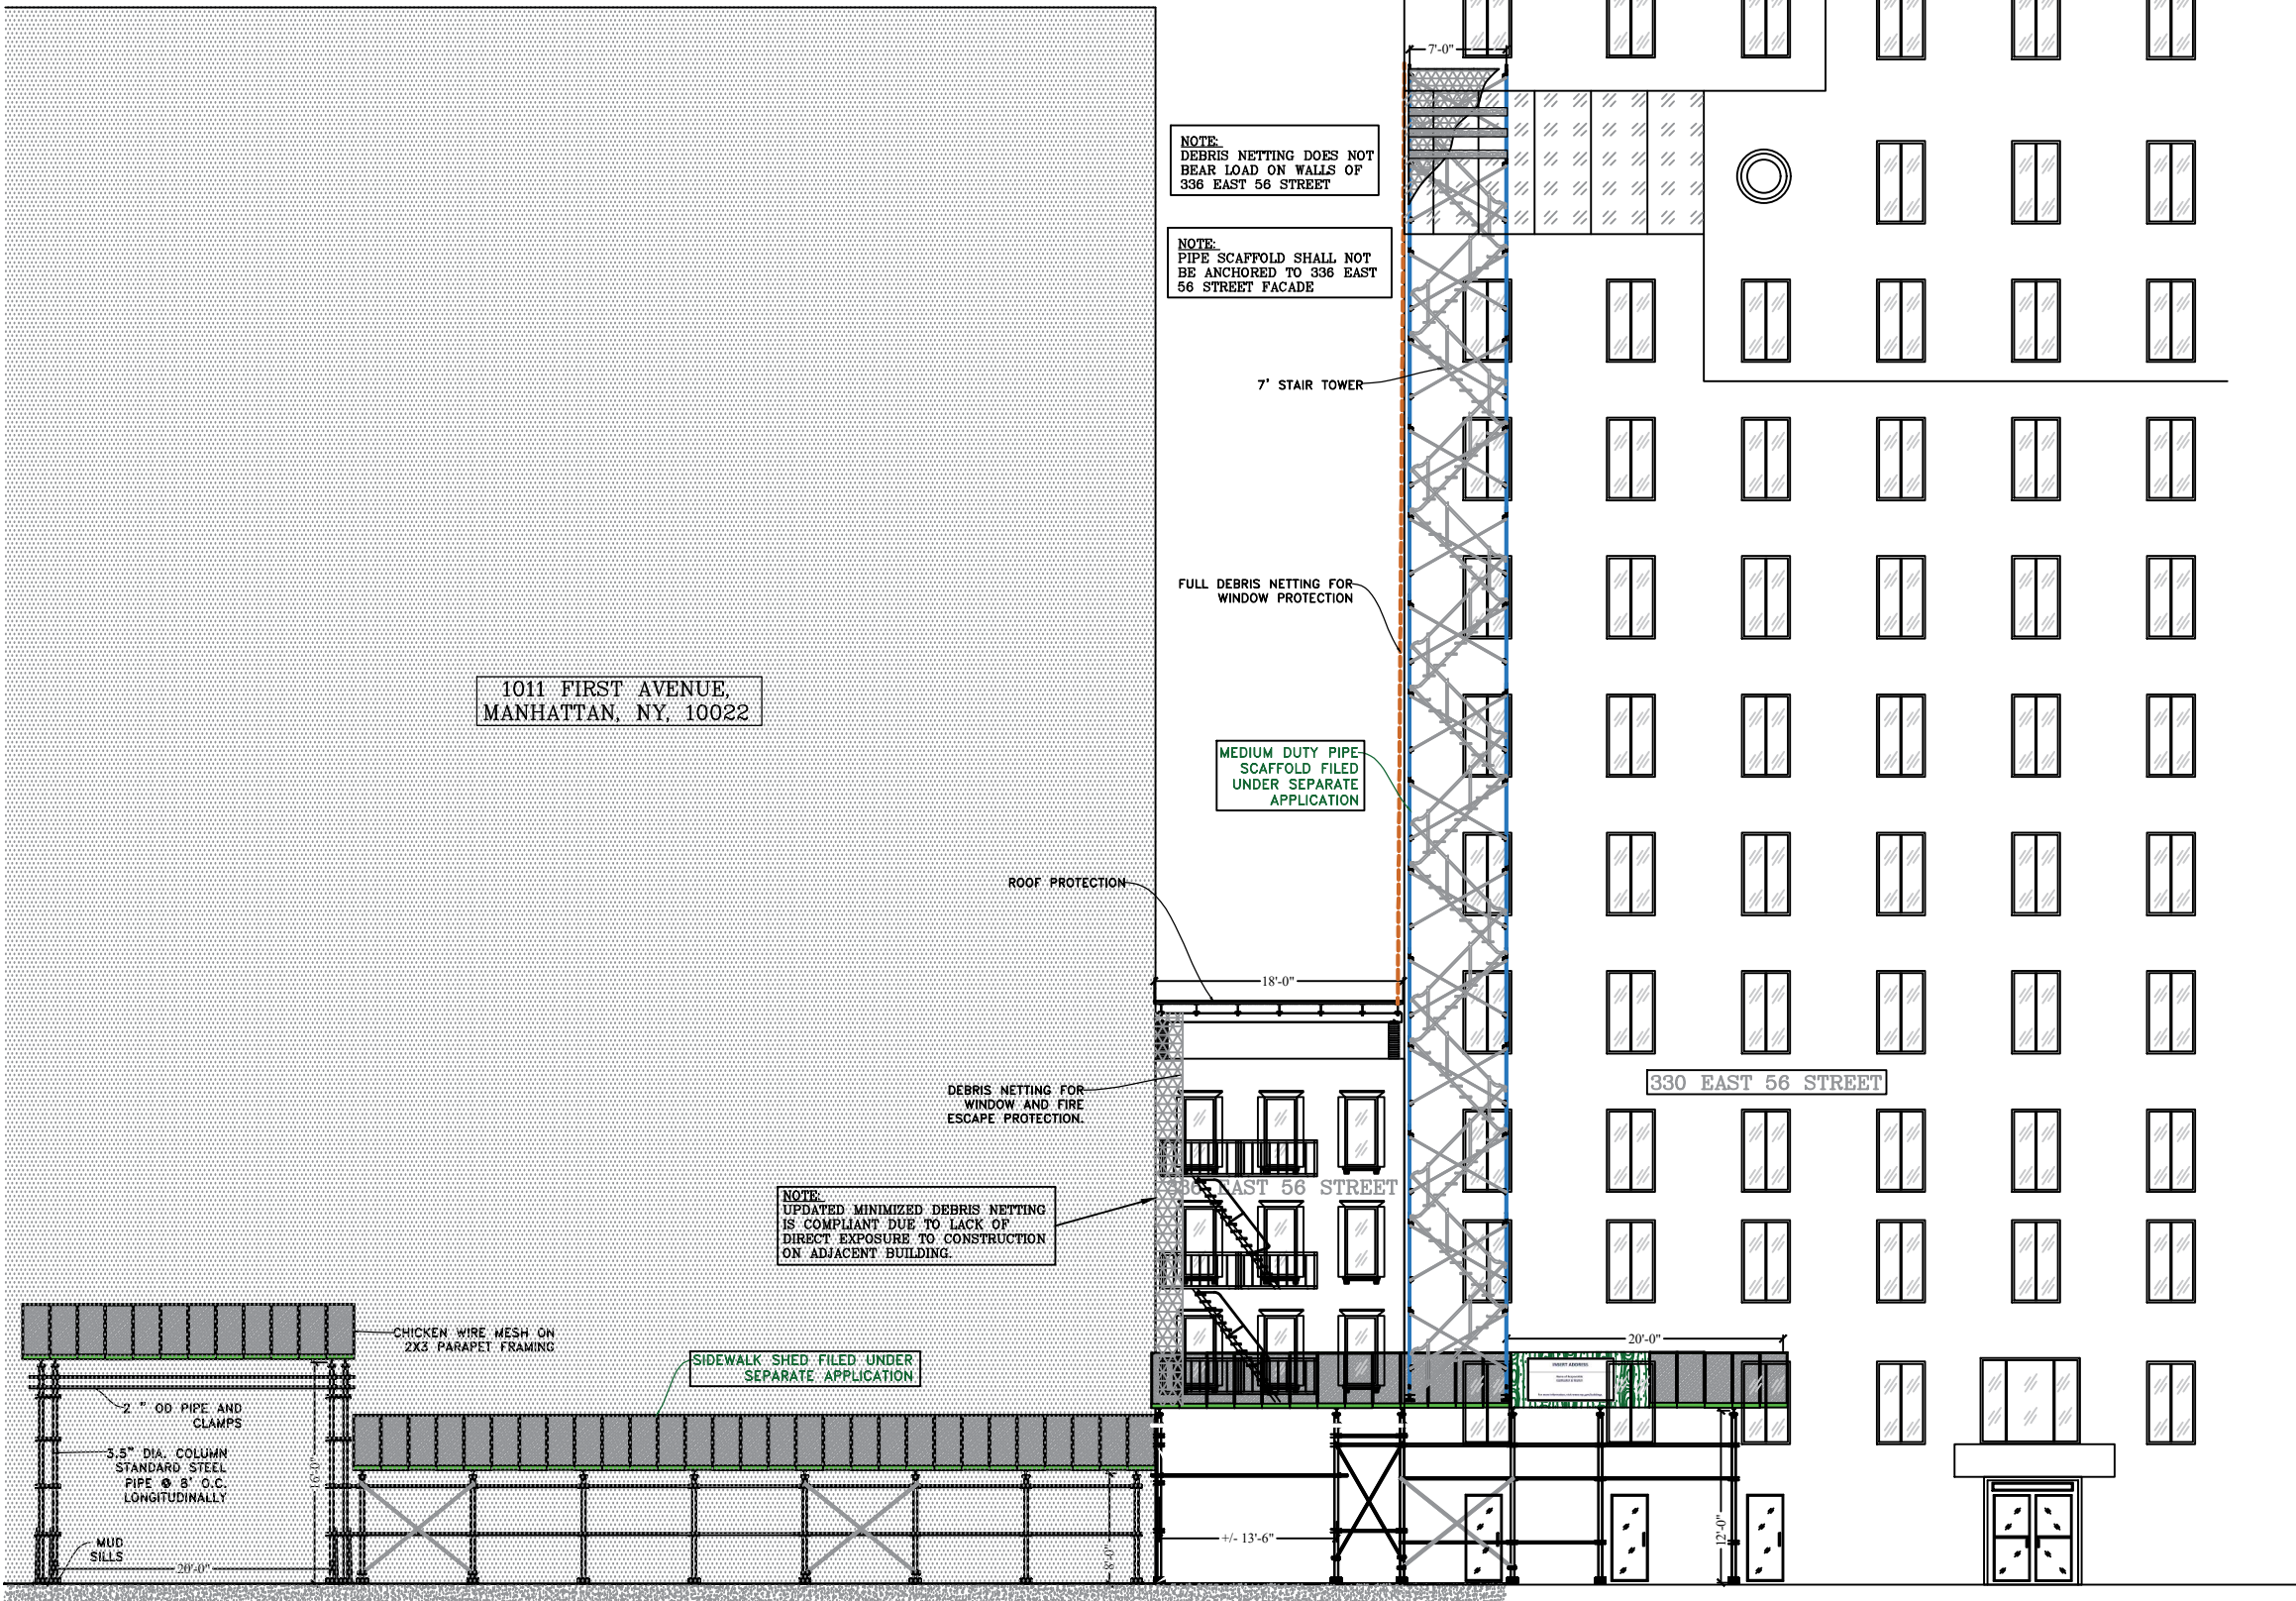 7'-0"
NOTE:
DEBRIS NETTING DOES NOT
BEAR LOAD ON WALLS OF
336 EAST 56 STREET
NOTE:
PIPE SCAFFOLD SHALL NOT
BE ANCHORED TO 336 EAST
56 STREET FACADE
7' STAIR TOWER
FULL DEBRIS NETTING FOR
WINDOW PROTECTION
1011 FIRST AVENUE,
MANHATTAN, NY, 10022
MEDIUM DUTY PIPE
SCAFFOLD FILED
UNDER SEPARATE
APPLICATION
ROOF PROTECTION
18'-0"
330 EAST 56 STREET
DEBRIS NETTING FOR
WINDOW AND FIRE
ESCAPE PROTECTION.
336 EAST 56 STREET
NOTE:
UPDATED MINIMIZED DEBRIS NETTING
IS COMPLIANT DUE TO LACK OF
DIRECT EXPOSURE TO CONSTRUCTION
ON ADJACENT BUILDING.
CHICKEN WIRE MESH ON
2X3 PARAPET FRAMING
20'-0"
SIDEWALK SHED FILED UNDER
SEPARATE APPLICATION
INSERT ADDRESS
2 " OD PIPE AND
CLAMPS
3.5" DIA. COLUMN
STANDARD STEEL
PIPE @ 8' O.C.
LONGITUDINALLY
16'-0"
MUD
SILLS
20'-0"
8'-0"
+/- 13'-6"
12'-0"